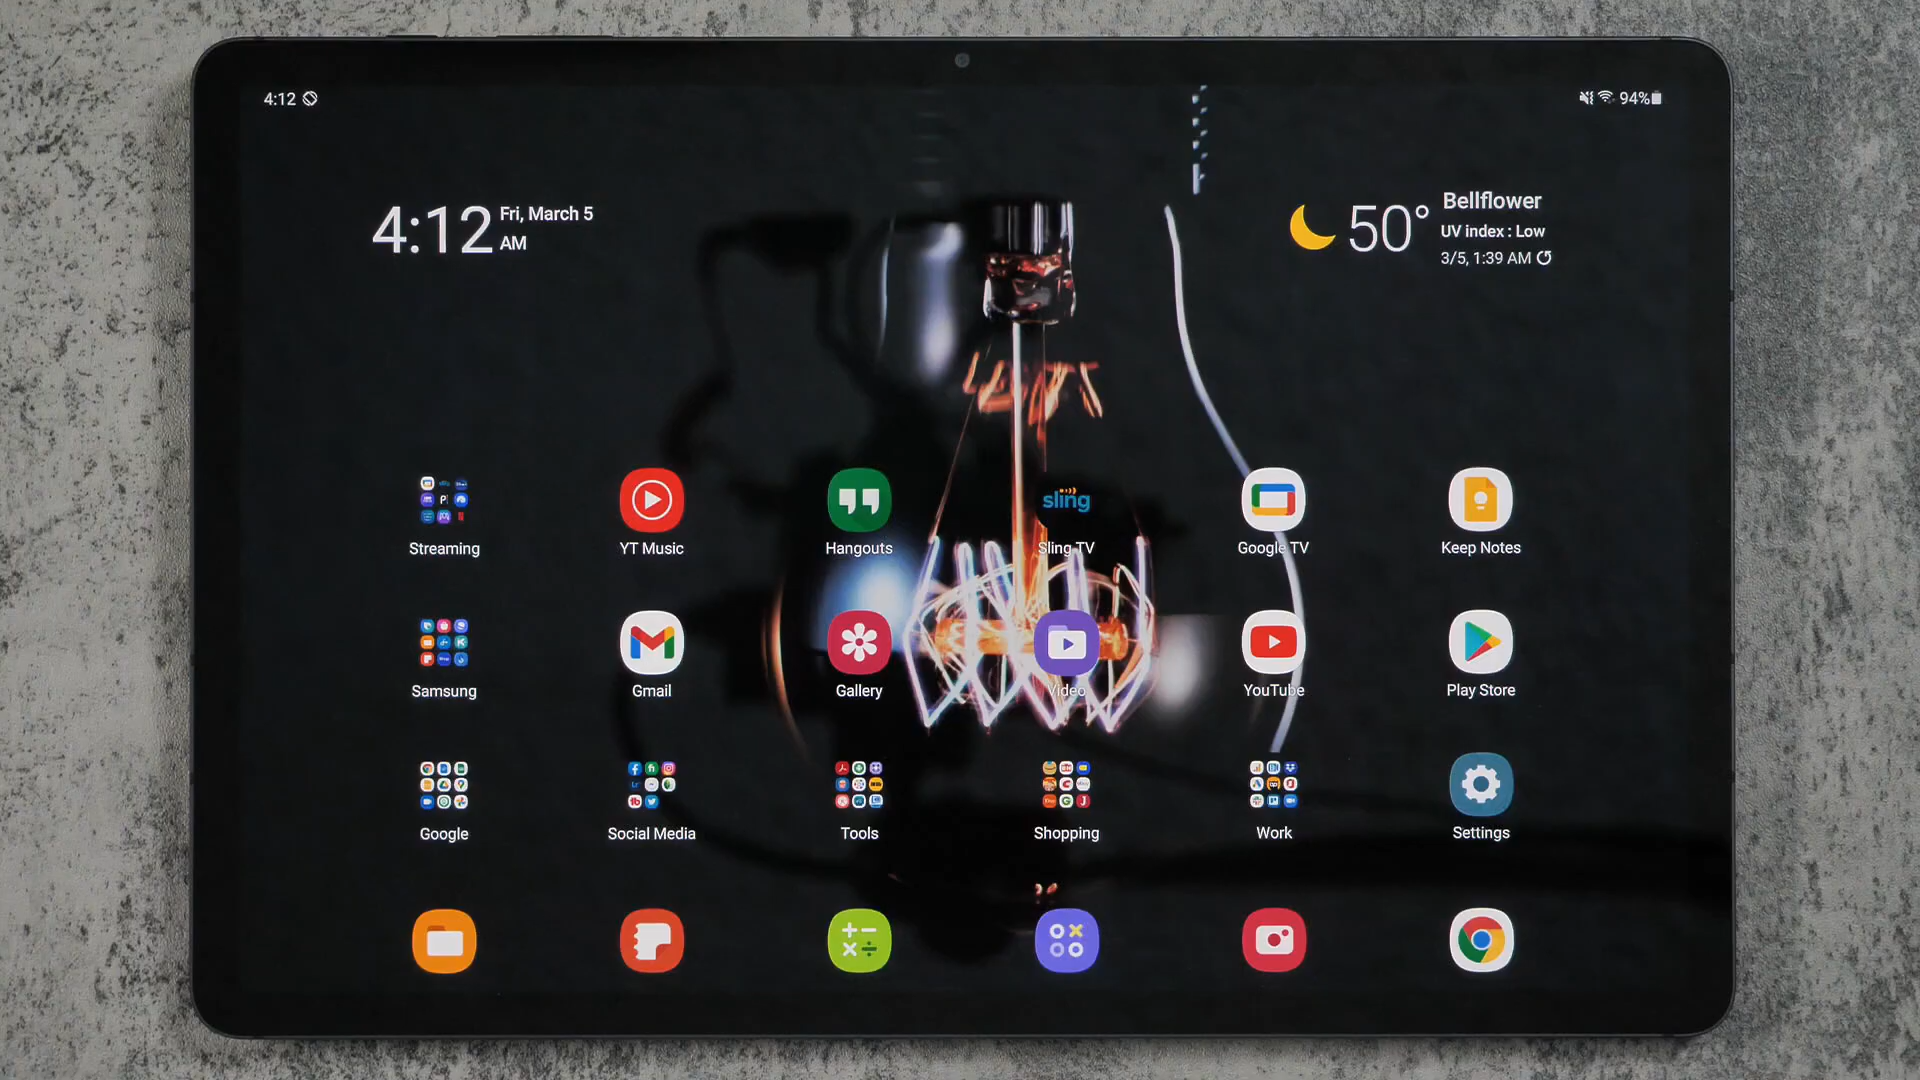 4:12
94%
4:12 Fri, March 5
AM
50° Bellflower
UV index : Low
3/5, 1:39 AM
sling
Streaming YT Music Hangouts Sling TV Google TV Keep Notes
Samsung Gmail Gallery Video YouTube Play Store
Google Social Media Tools Shopping Work Settings